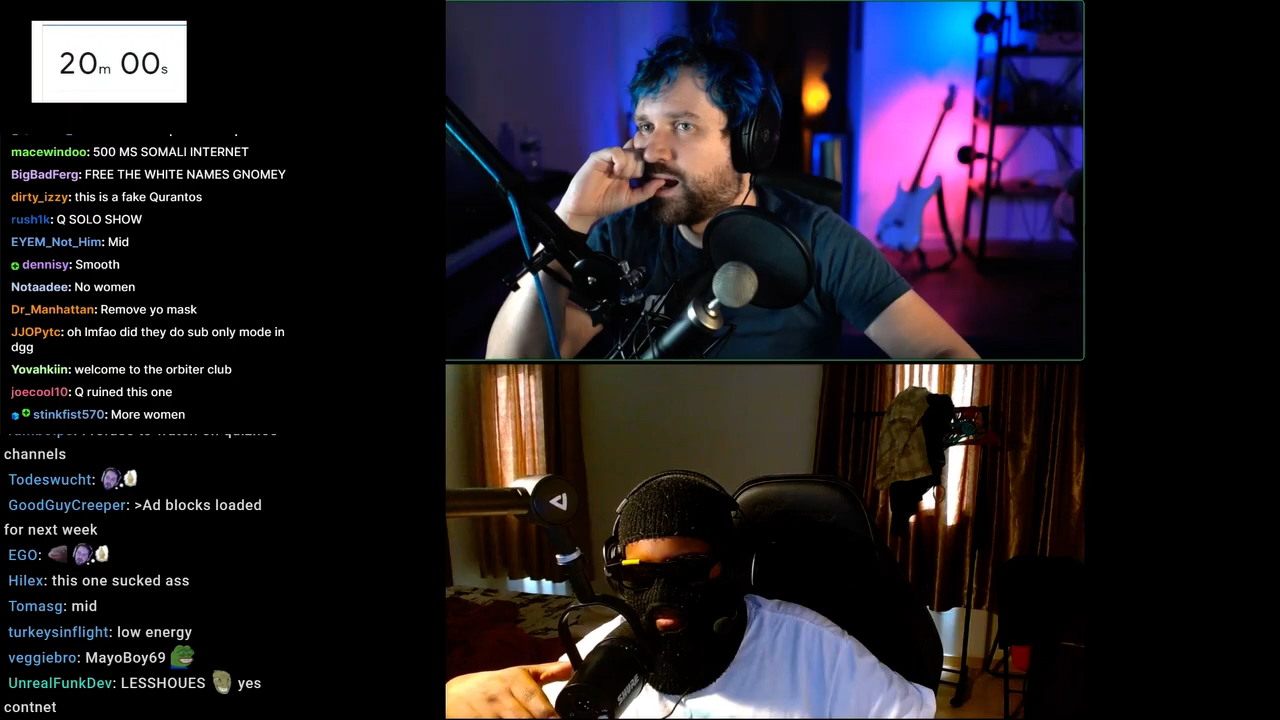 20m 00s
macewindoo: 500 MS SOMALI INTERNET
BigBadFerg: FREE THE WHITE NAMES GNOMEY
dirty_izzy: this is a fake Qurantos
rush1k: Q SOLO SHOW
EYEM_Not_Him: Mid
dennisy: Smooth
Notaadee: No women
Dr_Manhattan: Remove yo mask
JJOPytc: oh lmfao did they do sub only mode in
dgg
Yovahkiin: welcome to the orbiter club
joecool10: Q ruined this one
stinkfist570: More women
channels
Todeswucht:
GoodGuyCreeper: >Ad blocks loaded
for next week
EGO:
Hilex: this one sucked ass
Tomasg: mid
turkeysinflight: low energy
veggiebro: MayoBoy69
UnrealFunkDev: LESSHOUES yes
contnet
SHURE